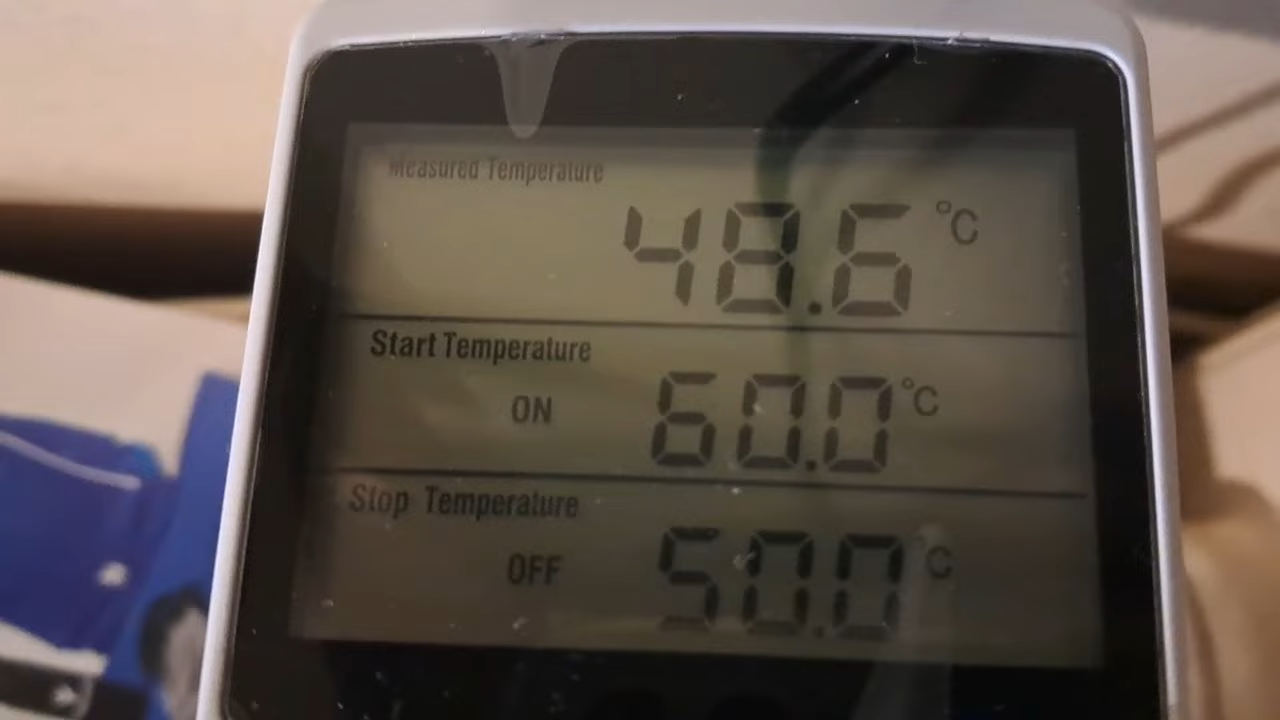 Measured Temperature
48.6 °C
Start Temperature
ON 60.0 °C
Stop Temperature
OFF 50.0 °C